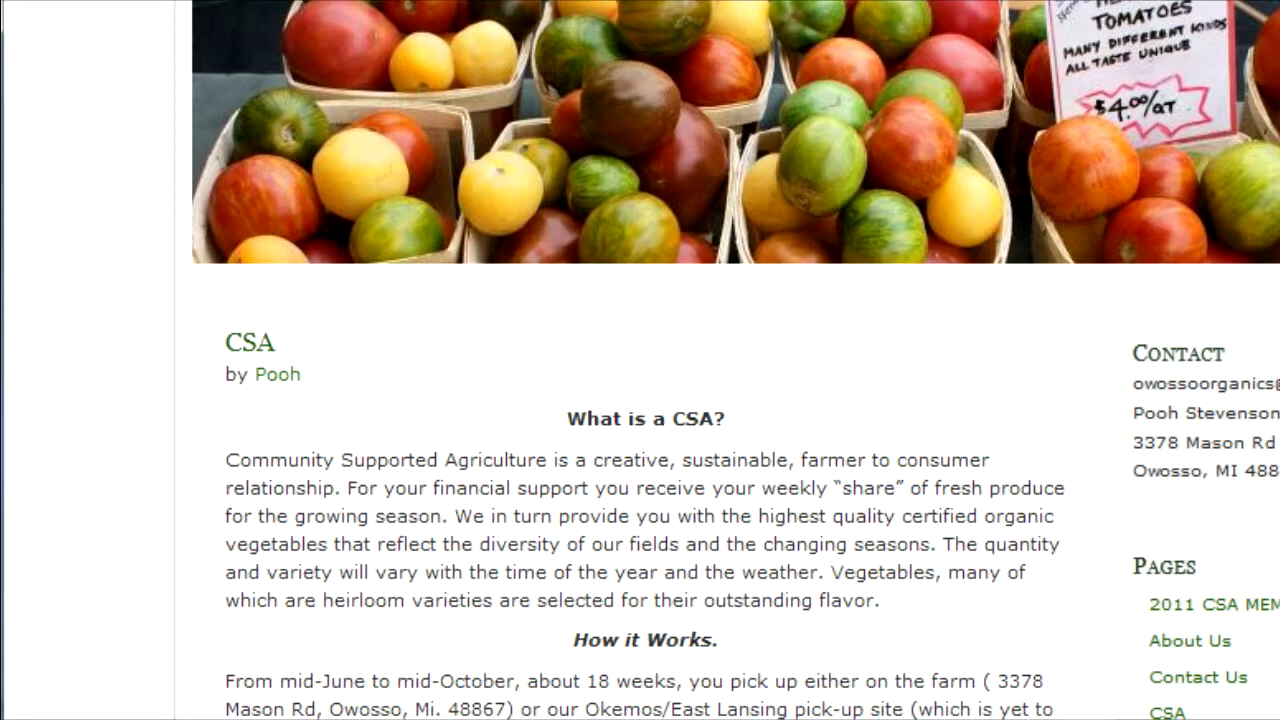 TOMATOES
MANY DIFFERENT KINDS
ALL TASTE UNIQUE
$4.00/QT
CSA
by Pooh
What is a CSA?
Community Supported Agriculture is a creative, sustainable, farmer to consumer
relationship. For your financial support you receive your weekly “share” of fresh produce
for the growing season. We in turn provide you with the highest quality certified organic
vegetables that reflect the diversity of our fields and the changing seasons. The quantity
and variety will vary with the time of the year and the weather. Vegetables, many of
which are heirloom varieties are selected for their outstanding flavor.
How it Works.
From mid-June to mid-October, about 18 weeks, you pick up either on the farm ( 3378
Mason Rd, Owosso, Mi. 48867) or our Okemos/East Lansing pick-up site (which is yet to
Contact
owossoorganics@
Pooh Stevenson
3378 Mason Rd
Owosso, MI 488
Pages
2011 CSA MEM
About Us
Contact Us
CSA